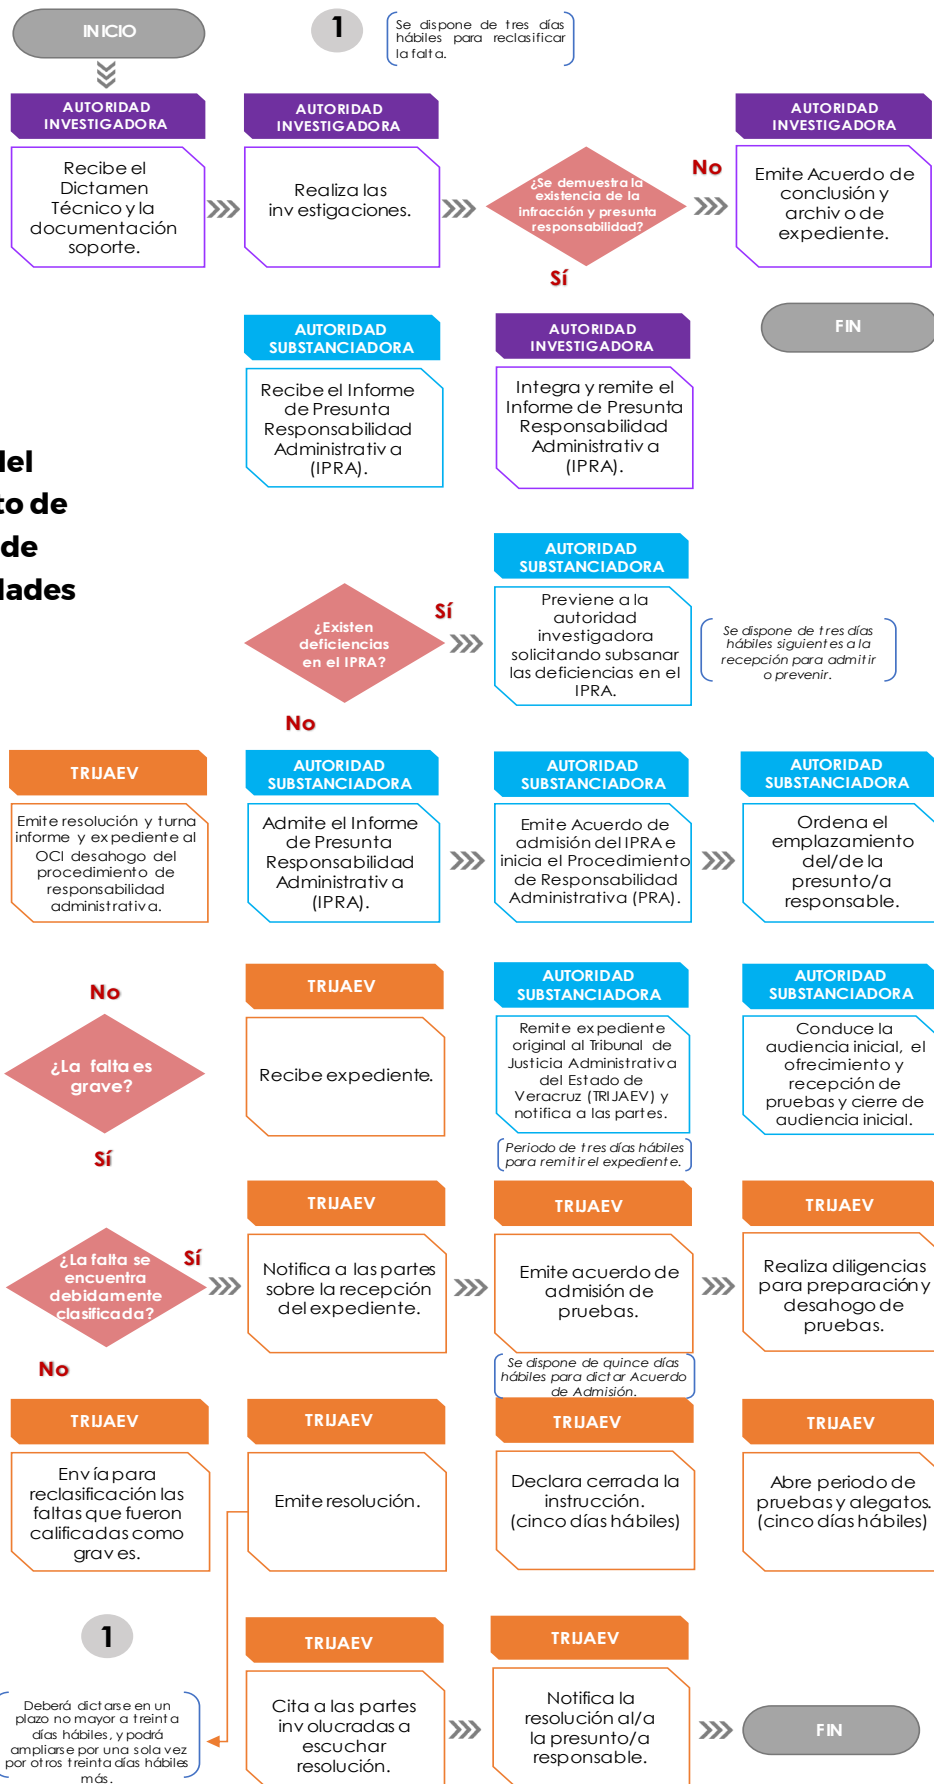 INICIO
1
Se dispone de tres días
hábiles para reclasificar
la falta.
AUTORIDAD
INVESTIGADORA
Recibe el
Dictamen
Técnico y la
documentación
soporte.
AUTORIDAD
INVESTIGADORA
Realiza las
investigaciones.
¿Se demuestra la
existencia de la
infracción y presunta
responsabilidad?
No
Sí
AUTORIDAD
INVESTIGADORA
Emite Acuerdo de
conclusión y
archivo de
expediente.
FIN
AUTORIDAD
SUBSTANCIADORA
Recibe el Informe
de Presunta
Responsabilidad
Administrativa
(IPRA).
AUTORIDAD
INVESTIGADORA
Integra y remite el
Informe de Presunta
Responsabilidad
Administrativa
(IPRA).
del
to de
de
dades
¿Existen
deficiencias
en el IPRA?
Sí
No
AUTORIDAD
SUBSTANCIADORA
Previene a la
autoridad
investigadora
solicitando subsanar
las deficiencias en el
IPRA.
Se dispone de tres días
hábiles siguientes a la
recepción para admitir
o prevenir.
TRIJAEV
Emite resolución y turna
informe y expediente al
OCI desahogo del
procedimiento de
responsabilidad
administrativa.
AUTORIDAD
SUBSTANCIADORA
Admite el Informe
de Presunta
Responsabilidad
Administrativa
(IPRA).
AUTORIDAD
SUBSTANCIADORA
Emite Acuerdo de
admisión del IPRA e
inicia el Procedimiento
de Responsabilidad
Administrativa (PRA).
AUTORIDAD
SUBSTANCIADORA
Ordena el
emplazamiento
del/de la
presunto/a
responsable.
No
¿La falta es
grave?
Sí
TRIJAEV
Recibe expediente.
AUTORIDAD
SUBSTANCIADORA
Remite expediente
original al Tribunal de
Justicia Administrativa
del Estado de
Veracruz (TRIJAEV) y
notifica a las partes.
Periodo de tres días hábiles
para remitir el expediente.
AUTORIDAD
SUBSTANCIADORA
Conduce la
audiencia inicial, el
ofrecimiento y
recepción de
pruebas y cierre de
audiencia inicial.
¿La falta se
encuentra
debidamente
clasificada?
Sí
No
TRIJAEV
Notifica a las partes
sobre la recepción
del expediente.
TRIJAEV
Emite acuerdo de
admisión de
pruebas.
Se dispone de quince días
hábiles para dictar Acuerdo
de Admisión.
TRIJAEV
Realiza diligencias
para preparación y
desahogo de
pruebas.
TRIJAEV
Envía para
reclasificación las
faltas que fueron
calificadas como
graves.
TRIJAEV
Emite resolución.
TRIJAEV
Declara cerrada la
instrucción.
(cinco días hábiles)
TRIJAEV
Abre periodo de
pruebas y alegatos.
(cinco días hábiles)
1
Deberá dictarse en un
plazo no mayor a treinta
días hábiles, y podrá
ampliarse por una sola vez
por otros treinta días hábiles
más.
TRIJAEV
Cita a las partes
involucradas a
escuchar
resolución.
TRIJAEV
Notifica la
resolución al/a
la presunto/a
responsable.
FIN